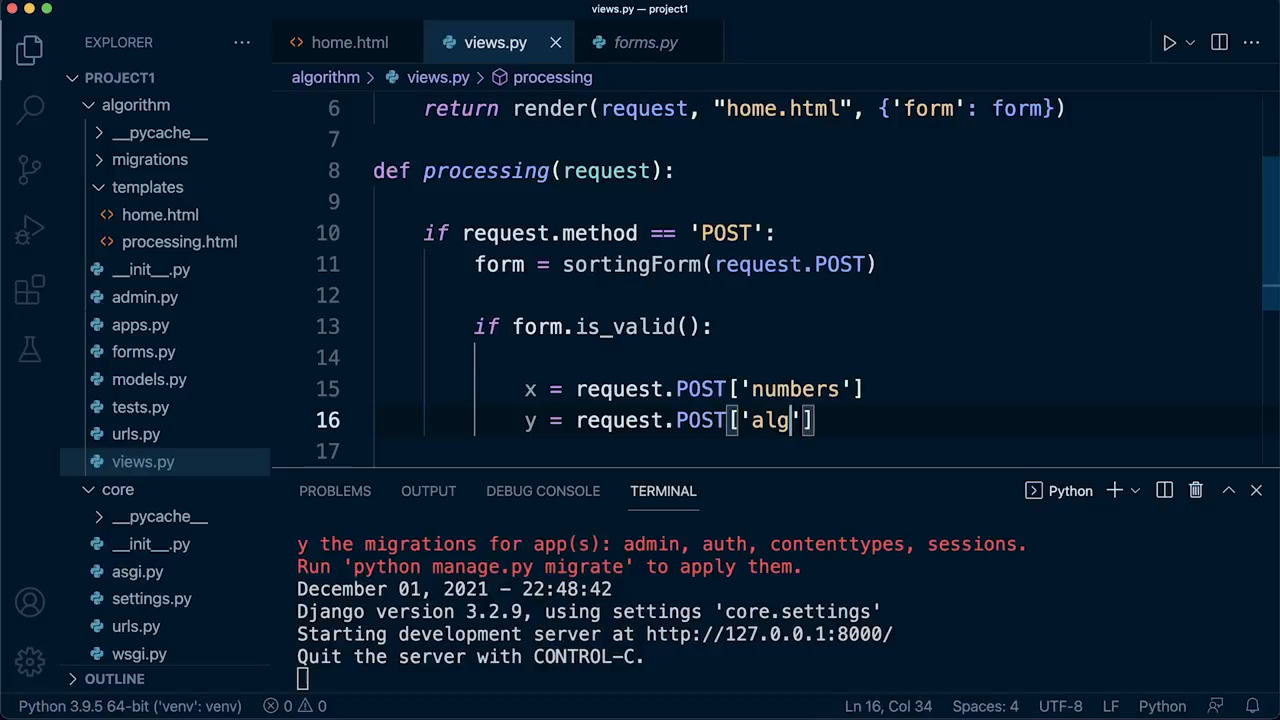 views.py — project1
EXPLORER
home.html
views.py
forms.py
PROJECT1
algorithm > views.py > processing
algorithm
__pycache__
migrations
templates
home.html
processing.html
__init__.py
admin.py
apps.py
forms.py
models.py
tests.py
urls.py
views.py
core
__pycache__
__init__.py
asgi.py
settings.py
urls.py
wsgi.py
OUTLINE
6 return render(request, "home.html", {'form': form})
7
8 def processing(request):
9
10 if request.method == 'POST':
11 form = sortingForm(request.POST)
12
13 if form.is_valid():
14
15 x = request.POST['numbers']
16 y = request.POST['alg']
17
PROBLEMS OUTPUT DEBUG CONSOLE TERMINAL Python
y the migrations for app(s): admin, auth, contenttypes, sessions.
Run 'python manage.py migrate' to apply them.
December 01, 2021 - 22:48:42
Django version 3.2.9, using settings 'core.settings'
Starting development server at http://127.0.0.1:8000/
Quit the server with CONTROL-C.
Python 3.9.5 64-bit ('venv': venv) 0 0 Ln 16, Col 34 Spaces: 4 UTF-8 LF Python